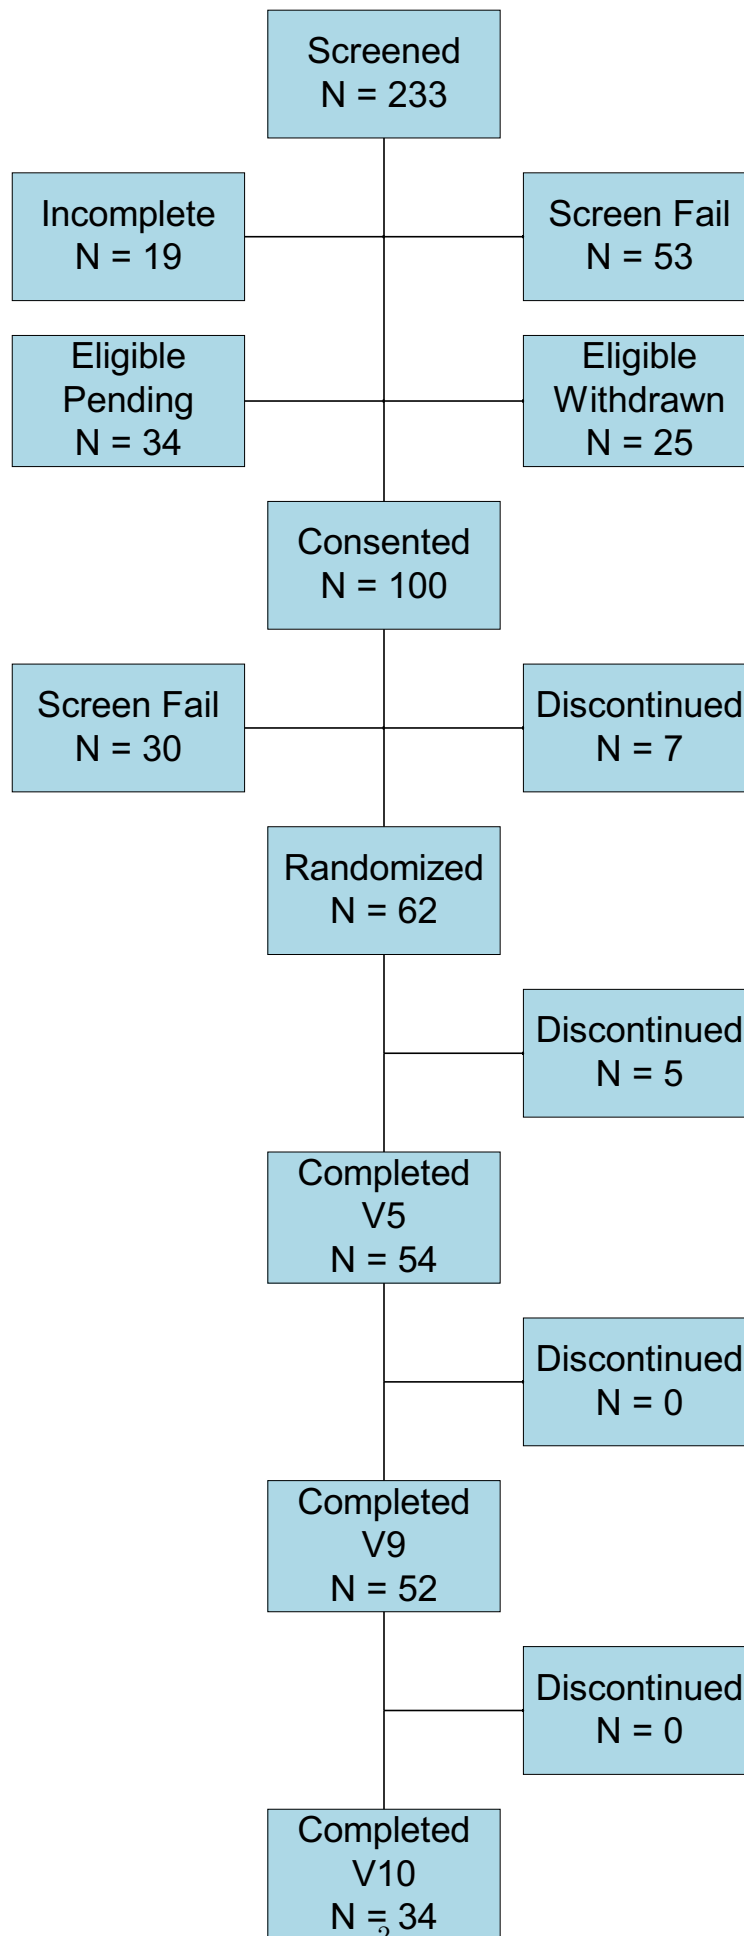 Screened
N = 233
Incomplete
N = 19
Screen Fail
N = 53
Eligible
Pending
N = 34
Eligible
Withdrawn
N = 25
Consented
N = 100
Screen Fail
N = 30
Discontinued
N = 7
Randomized
N = 62
Discontinued
N = 5
Completed
V5
N = 54
Discontinued
N = 0
Completed
V9
N = 52
Discontinued
N = 0
Completed
V10
N = 34
2